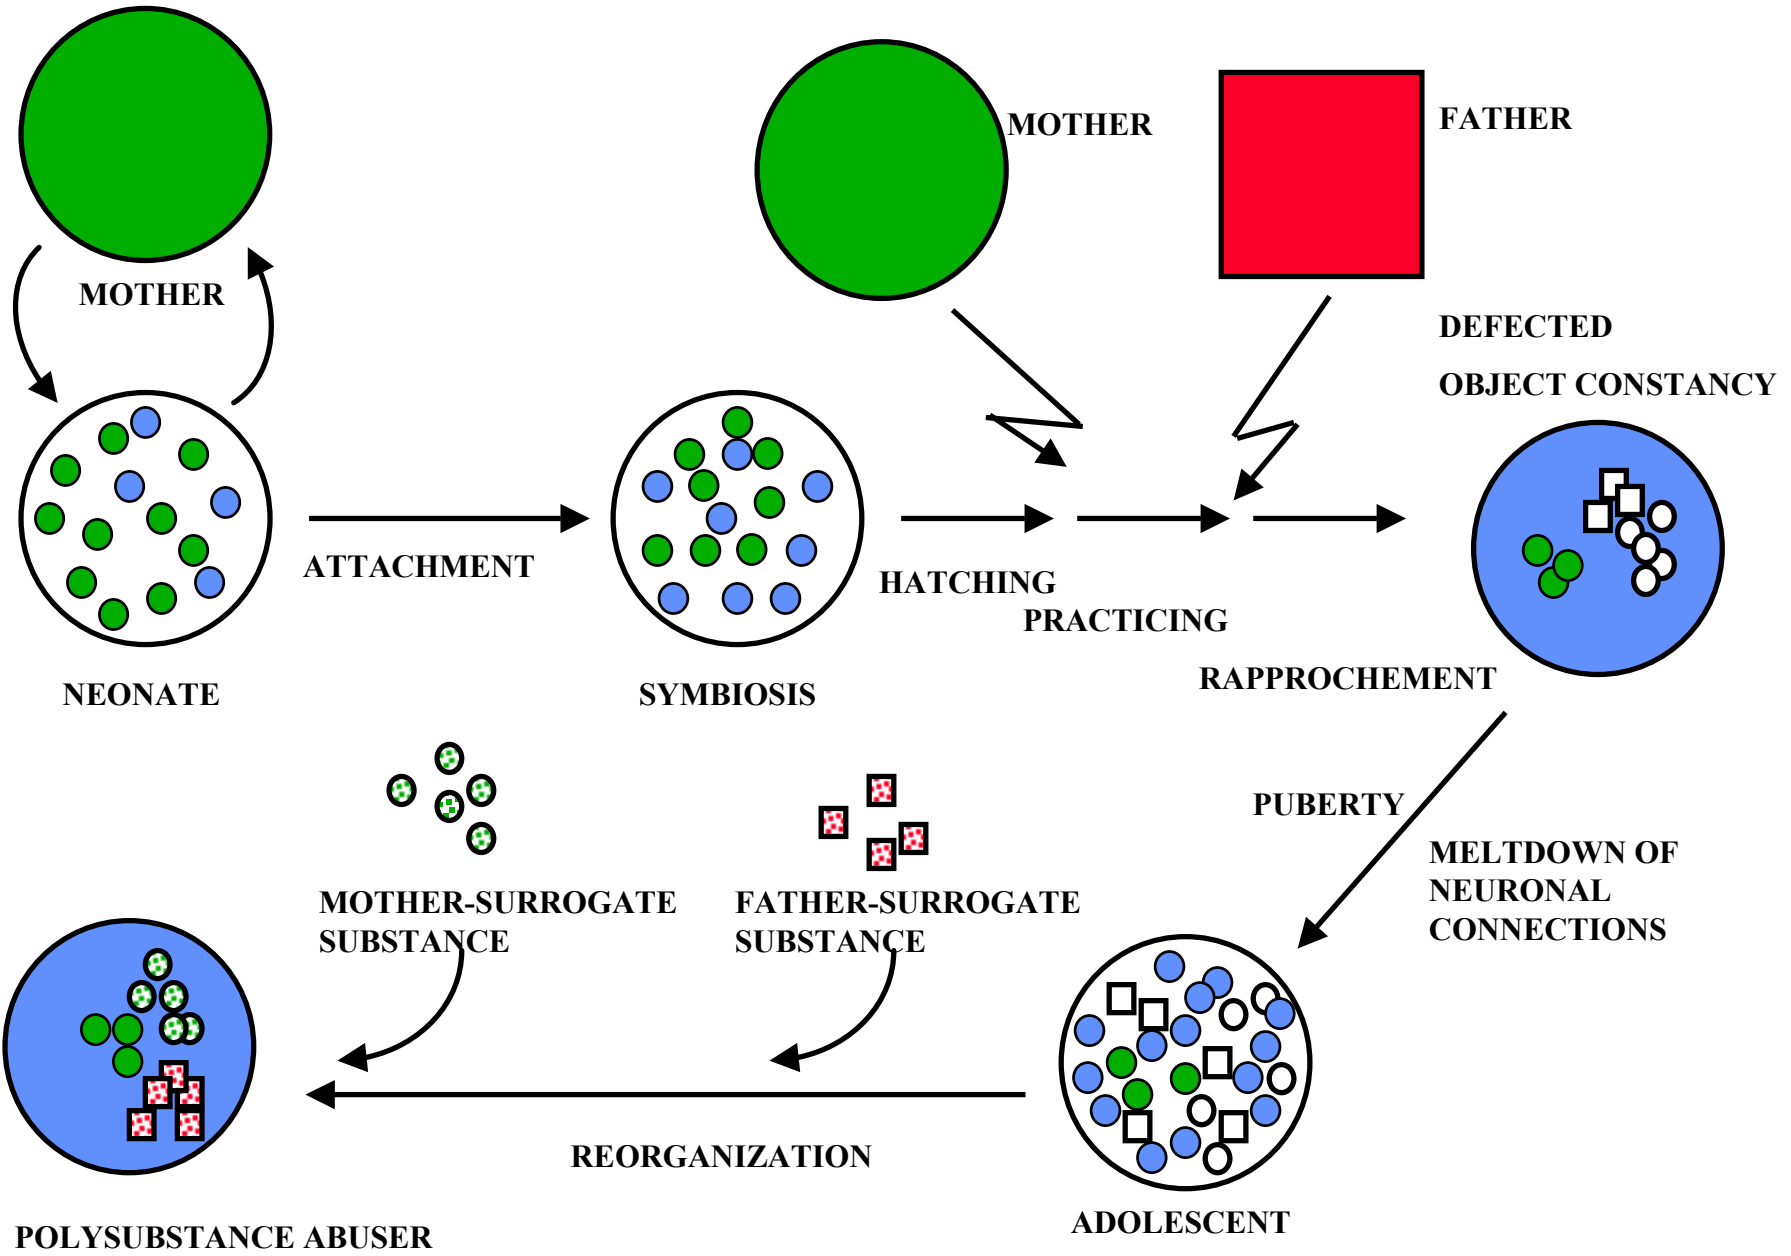 MOTHER
FATHER
MOTHER
DEFECTED
OBJECT CONSTANCY
ATTACHMENT
HATCHING
PRACTICING
RAPPROCHEMENT
NEONATE
SYMBIOSIS
PUBERTY
MELTDOWN OF
NEURONAL
CONNECTIONS
MOTHER-SURROGATE
SUBSTANCE
FATHER-SURROGATE
SUBSTANCE
REORGANIZATION
ADOLESCENT
POLYSUBSTANCE ABUSER